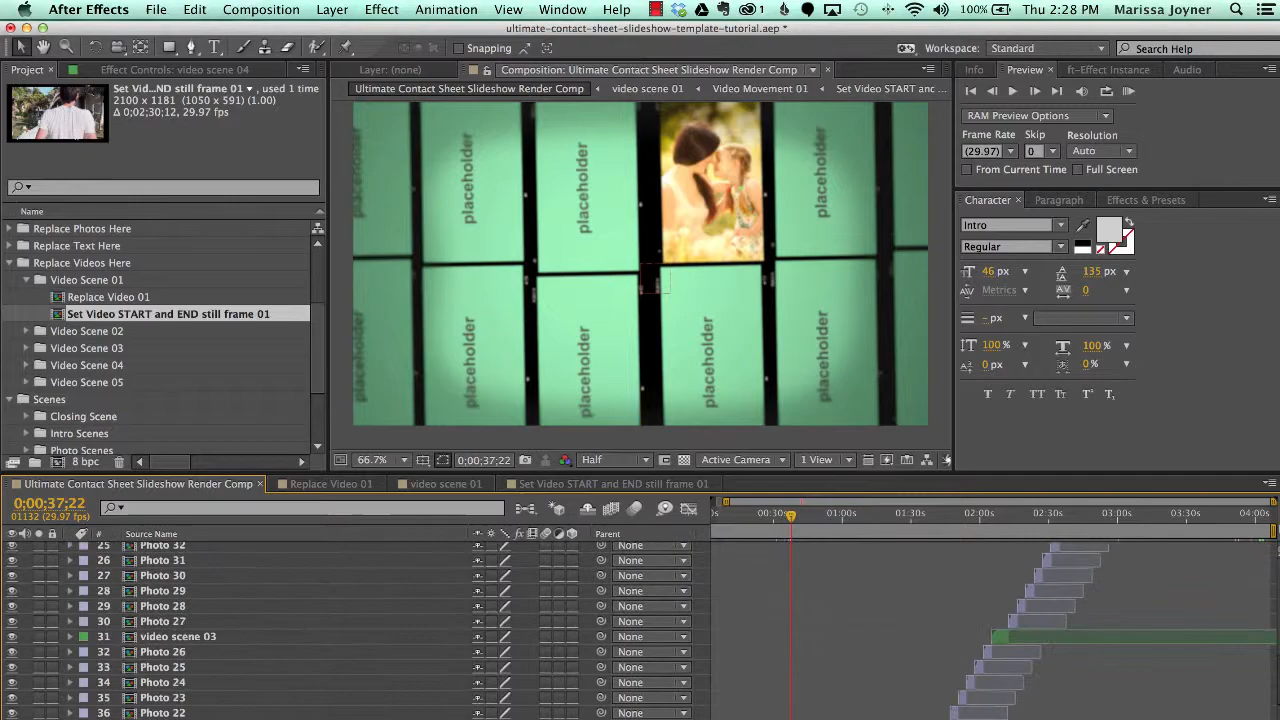 After Effects File Edit Composition Layer Effect Animation View Window Help 1 100% Thu 2:28 PM Marissa Joyner
ultimate-contact-sheet-slideshow-template-tutorial.aep *
Snapping Workspace: Standard Search Help
Project Effect Controls: video scene 04 Layer: (none) Composition: Ultimate Contact Sheet Slideshow Render Comp Info Preview ft-Effect Instance Audio
Set Vid...ND still frame 01 , used 1 time
2100 x 1181 (1050 x 591) (1.00)
Δ 0;02;30;12, 29.97 fps
Ultimate Contact Sheet Slideshow Render Comp video scene 01 Video Movement 01 Set Video START anc ...
RAM Preview Options
Frame Rate Skip Resolution
(29.97) 0 Auto
From Current Time Full Screen
Name
Replace Photos Here
Replace Text Here
Replace Videos Here
Video Scene 01
Replace Video 01
Set Video START and END still frame 01
Video Scene 02
Video Scene 03
Video Scene 04
Video Scene 05
Scenes
Closing Scene
Intro Scenes
Photo Scenes
8 bpc
placeholder
placeholder
placeholder
placeholder
placeholder
placeholder
placeholder
Character Paragraph Effects & Presets
Intro
Regular
46 px 135 px
Metrics 0
- px
100% 100%
0 px 0 %
T T TT Tt T¹ T₁
66.7% 0;00;37;22 Half Active Camera 1 View
Ultimate Contact Sheet Slideshow Render Comp Replace Video 01 video scene 01 Set Video START and END still frame 01
0;00;37;22
01132 (29.97 fps)
00:30s 01:00s 01:30s 02:00s 02:30s 03:00s 03:30s 04:00s
# Source Name fx Parent
25 Photo 32 None
26 Photo 31 None
27 Photo 30 None
28 Photo 29 None
29 Photo 28 None
30 Photo 27 None
31 video scene 03 None
32 Photo 26 None
33 Photo 25 None
34 Photo 24 None
35 Photo 23 None
36 Photo 22 None